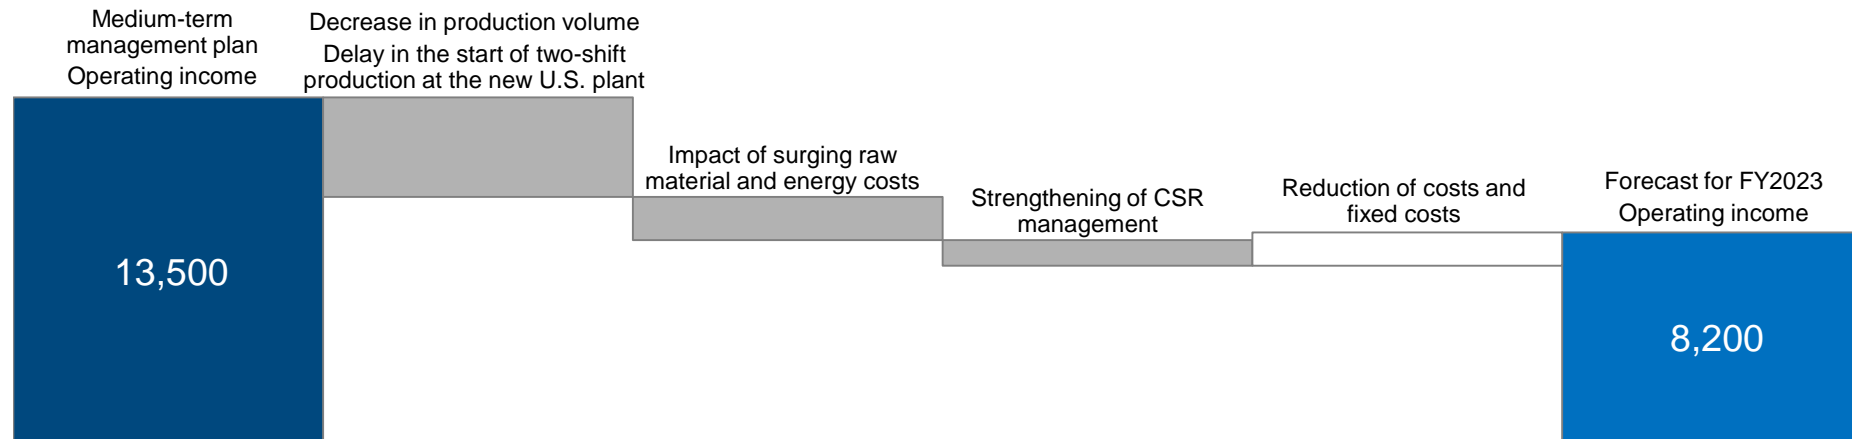 Medium-term
management plan
Operating income
Decrease in production volume
Delay in the start of two-shift
production at the new U.S. plant
Impact of surging raw
material and energy costs
Strengthening of CSR
management
Reduction of costs and
fixed costs
Forecast for FY2023
Operating income
13,500
8,200